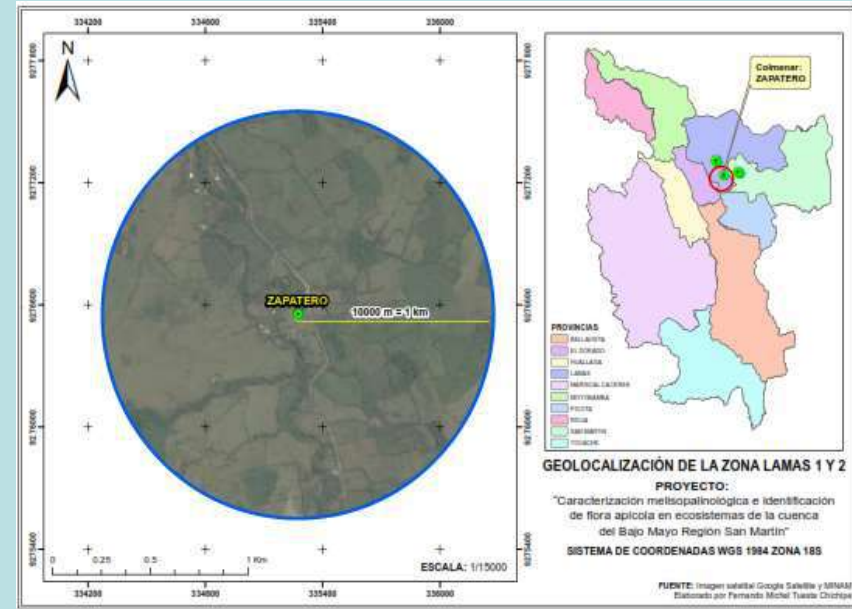 334200 334800 335400 336000
9277800
N
9277200
ZAPATERO
10000 m = 1 km
9276600
9276000
9275400
0 0.25 0.5 1 Km
ESCALA: 1/15000
334200 334800 335400 336000
Colmenar:
ZAPATERO
PROVINCIAS
BELLAVISTA
EL DORADO
HUALLAGA
LAMAS
MARISCAL CACERES
MOYOBAMBA
PICOTA
RIOJA
SAN MARTIN
TOCACHE
GEOLOCALIZACIÓN DE LA ZONA LAMAS 1 Y 2
PROYECTO:
"Caracterización melisopalinológica e identificación
de flora apícola en ecosistemas de la cuenca
del Bajo Mayo Región San Martín"
SISTEMA DE COORDENADAS WGS 1984 ZONA 18S
FUENTE: Imagen satelital Google Satellite y MINAM
Elaborado por Fernando Michel Tuesta Chichipe